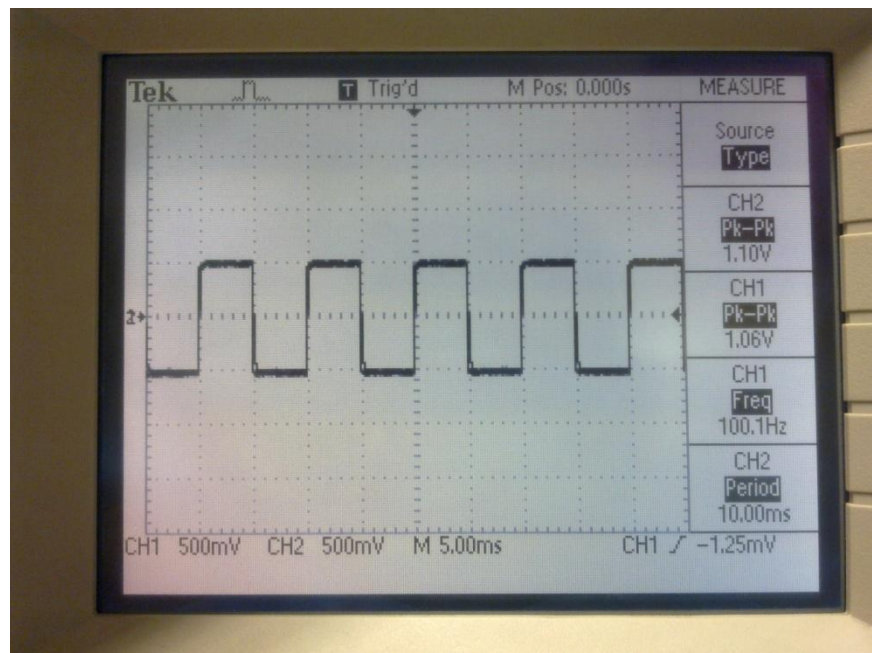 Tek T Trig'd M Pos: 0.000s MEASURE
Source
Type
CH2
Pk-Pk
1.10V
CH1
Pk-Pk
1.06V
CH1
Freq
100.1Hz
CH2
Period
10.00ms
2
CH1 500mV CH2 500mV M 5.00ms CH1 -1.25mV